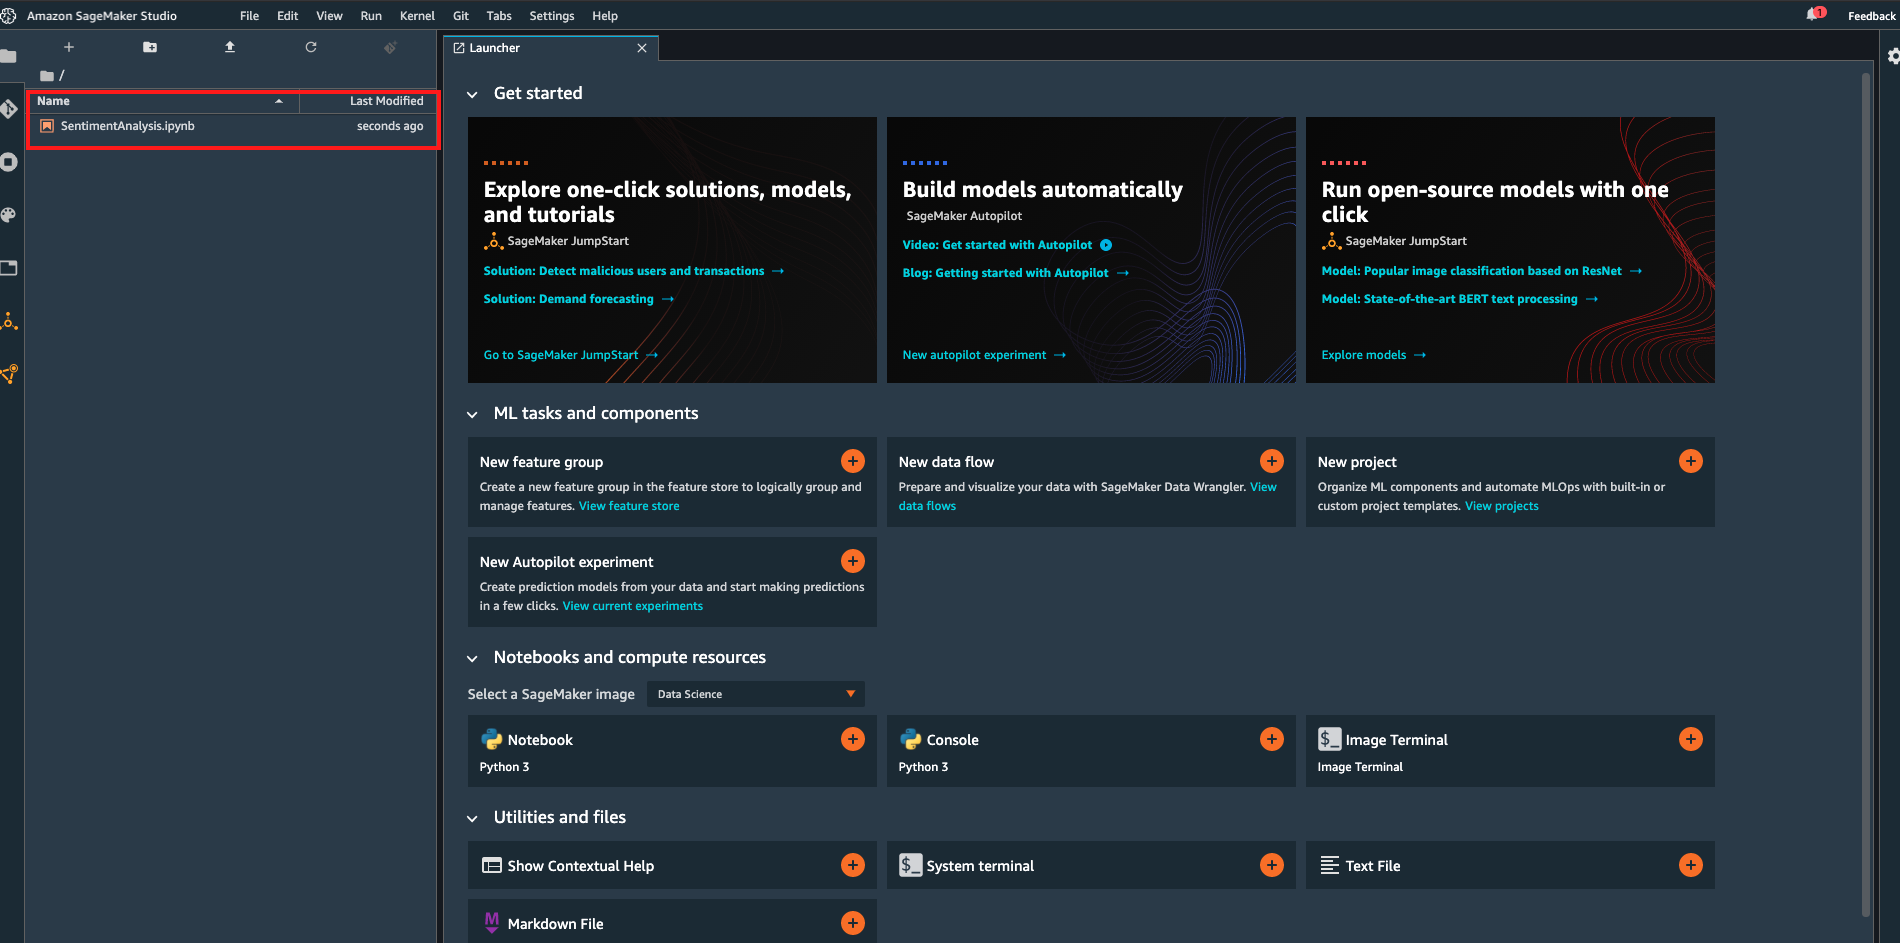 Amazon SageMaker Studio
File Edit View Run Kernel Git Tabs Settings Help
1
Feedback
/
Name
Last Modified
SentimentAnalysis.ipynb
seconds ago
Launcher
Get started
Explore one-click solutions, models,
and tutorials
SageMaker JumpStart
Solution: Detect malicious users and transactions →
Solution: Demand forecasting →
Go to SageMaker JumpStart →
Build models automatically
SageMaker Autopilot
Video: Get started with Autopilot
Blog: Getting started with Autopilot →
New autopilot experiment →
Run open-source models with one
click
SageMaker JumpStart
Model: Popular image classification based on ResNet →
Model: State-of-the-art BERT text processing →
Explore models →
ML tasks and components
New feature group
Create a new feature group in the feature store to logically group and
manage features. View feature store
New data flow
Prepare and visualize your data with SageMaker Data Wrangler. View
data flows
New project
Organize ML components and automate MLOps with built-in or
custom project templates. View projects
New Autopilot experiment
Create prediction models from your data and start making predictions
in a few clicks. View current experiments
Notebooks and compute resources
Select a SageMaker image
Data Science
Notebook
Python 3
Console
Python 3
$_ Image Terminal
Image Terminal
Utilities and files
Show Contextual Help
$_ System terminal
Text File
M Markdown File